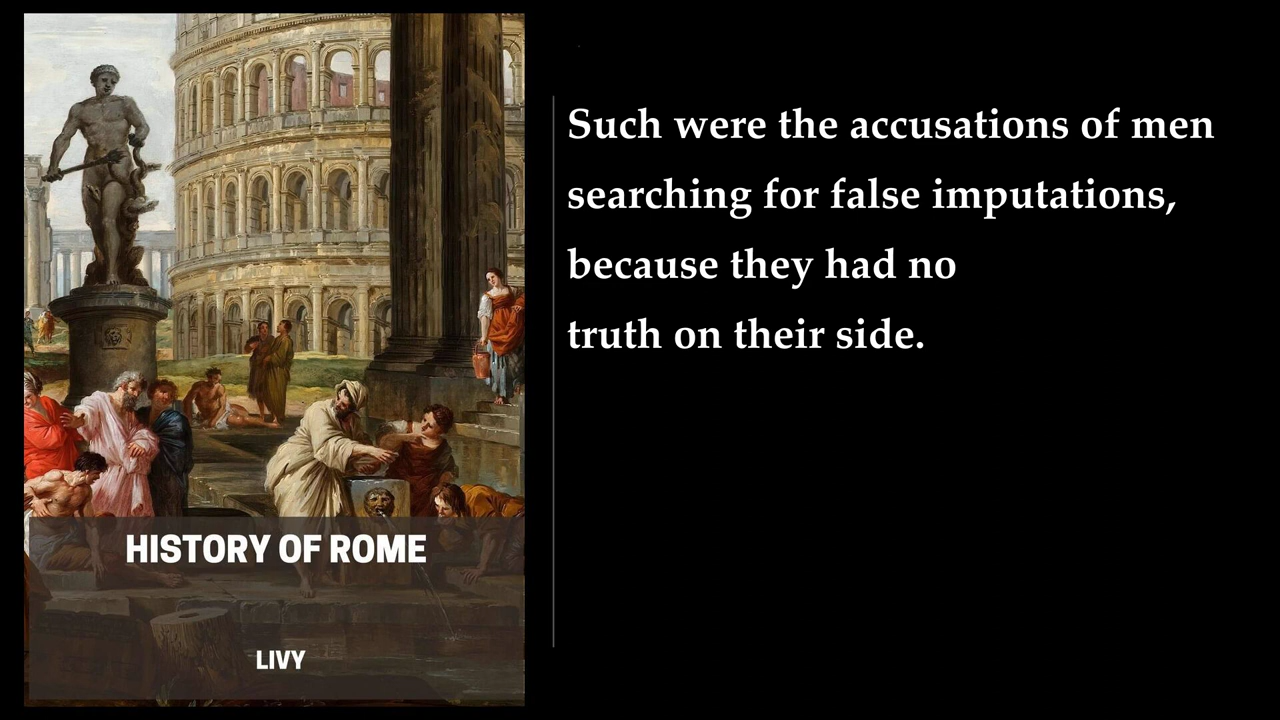 Such were the accusations of men
searching for false imputations,
because they had no
truth on their side.
HISTORY OF ROME
LIVY